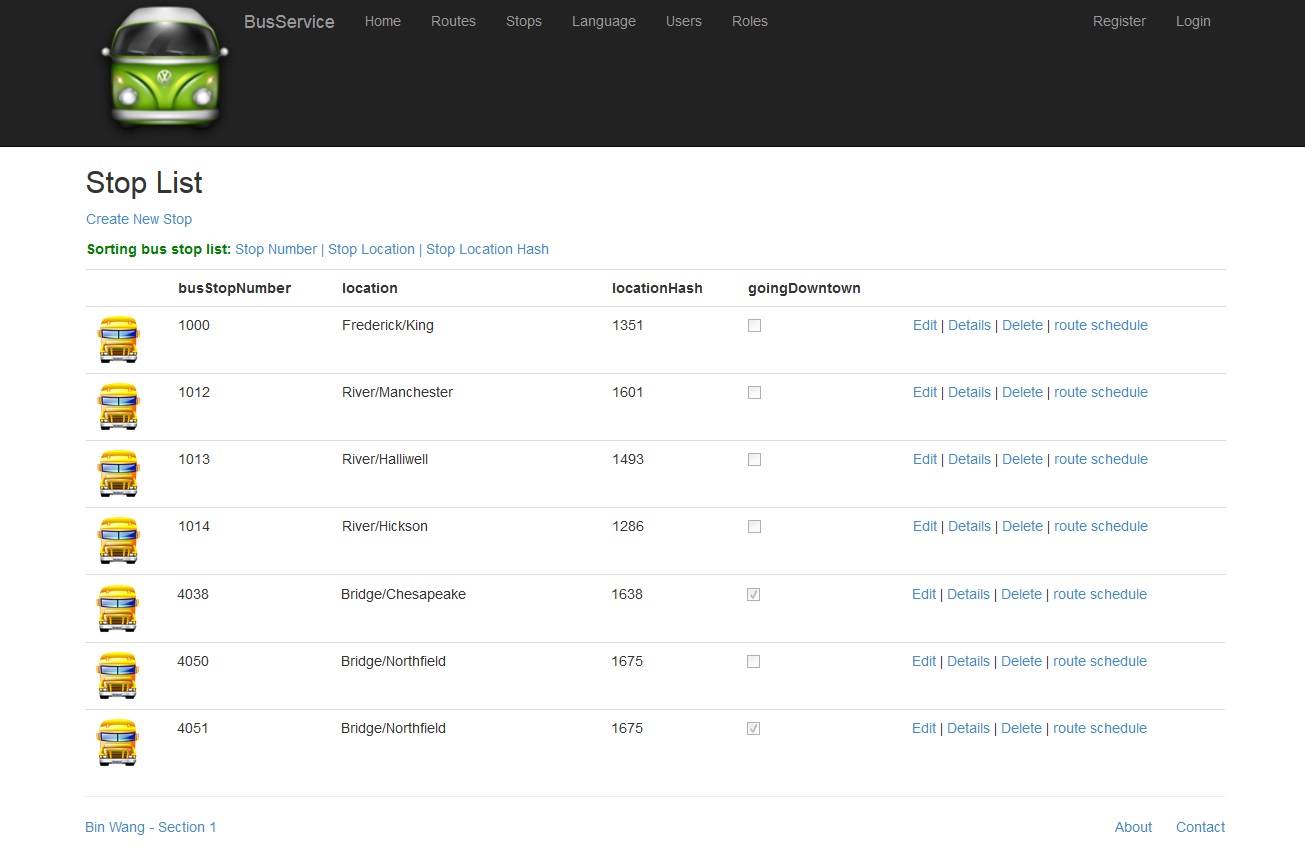 BusService Home Routes Stops Language Users Roles Register Login
Stop List
Create New Stop
Sorting bus stop list: Stop Number | Stop Location | Stop Location Hash
busStopNumber location locationHash goingDowntown
1000 Frederick/King 1351 Edit | Details | Delete | route schedule
1012 River/Manchester 1601 Edit | Details | Delete | route schedule
1013 River/Halliwell 1493 Edit | Details | Delete | route schedule
1014 River/Hickson 1286 Edit | Details | Delete | route schedule
4038 Bridge/Chesapeake 1638 Edit | Details | Delete | route schedule
4050 Bridge/Northfield 1675 Edit | Details | Delete | route schedule
4051 Bridge/Northfield 1675 Edit | Details | Delete | route schedule
Bin Wang - Section 1 About Contact